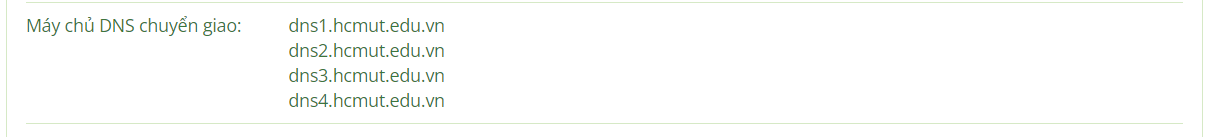 Máy chủ DNS chuyển giao: dns1.hcmut.edu.vn
dns2.hcmut.edu.vn
dns3.hcmut.edu.vn
dns4.hcmut.edu.vn